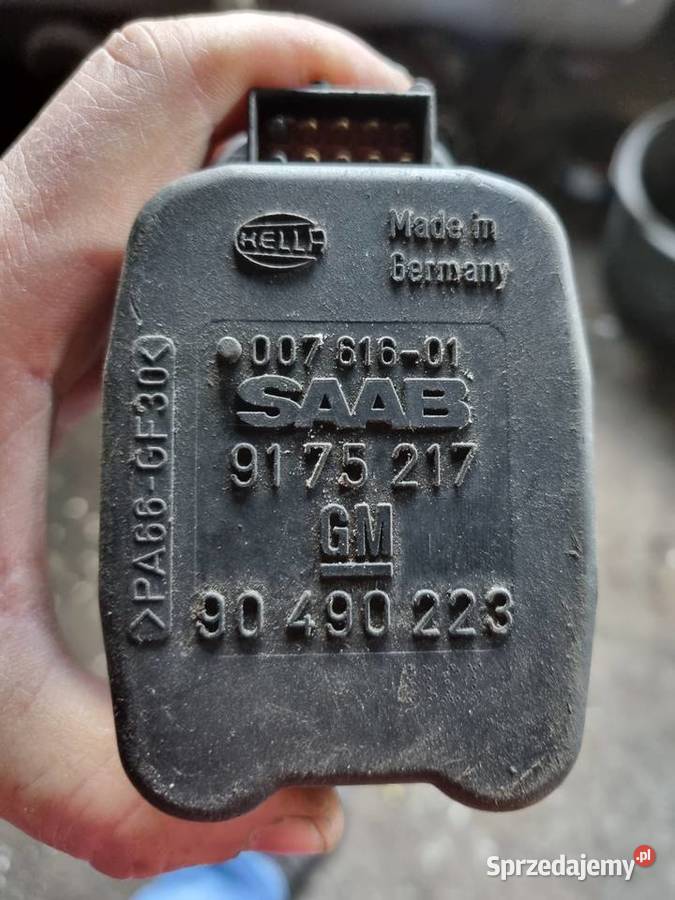 HELLA
Made in
Germany
007 616-01
SAAB
91 75 217
GM
90 490 223
>PA66-GF30<
Sprzedajemy.pl